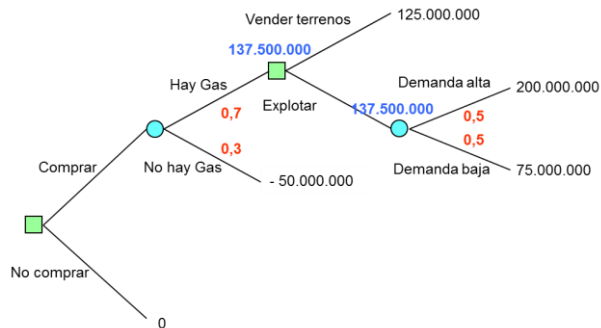 Vender terrenos
125.000.000
137.500.000
Hay Gas
Demanda alta
200.000.000
Explotar
137.500.000
0,7
0,5
0,5
0,3
Comprar
No hay Gas
Demanda baja
75.000.000
- 50.000.000
No comprar
0